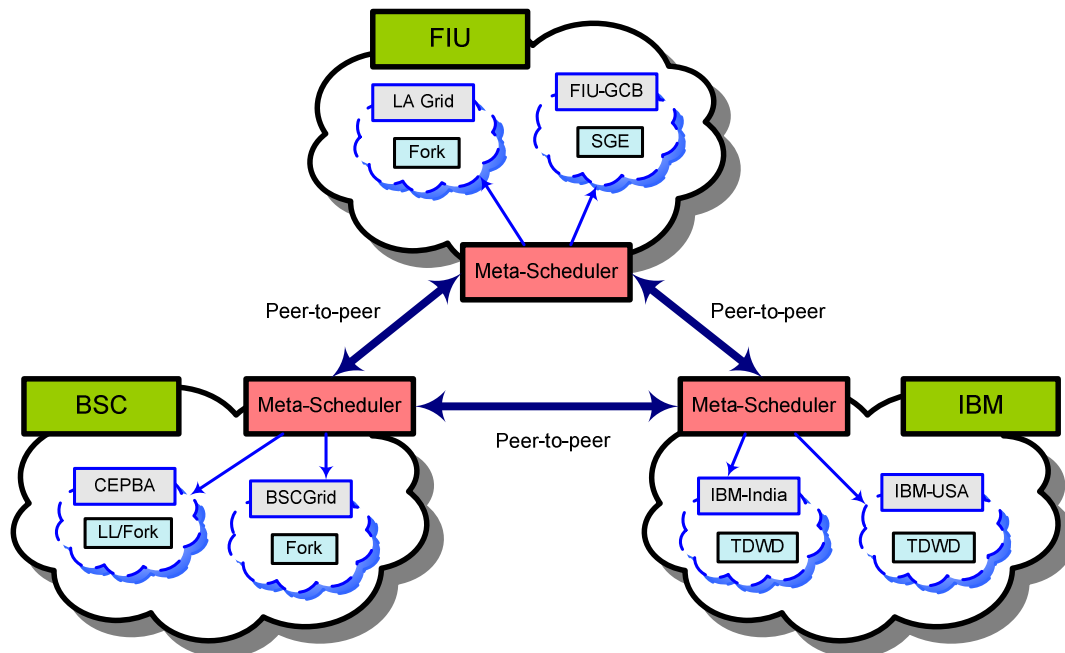 FIU
LA Grid
FIU-GCB
Fork
SGE
Meta-Scheduler
Peer-to-peer
Peer-to-peer
BSC
Meta-Scheduler
Meta-Scheduler
IBM
Peer-to-peer
CEPBA
BSCGrid
LL/Fork
Fork
IBM-India
IBM-USA
TDWD
TDWD